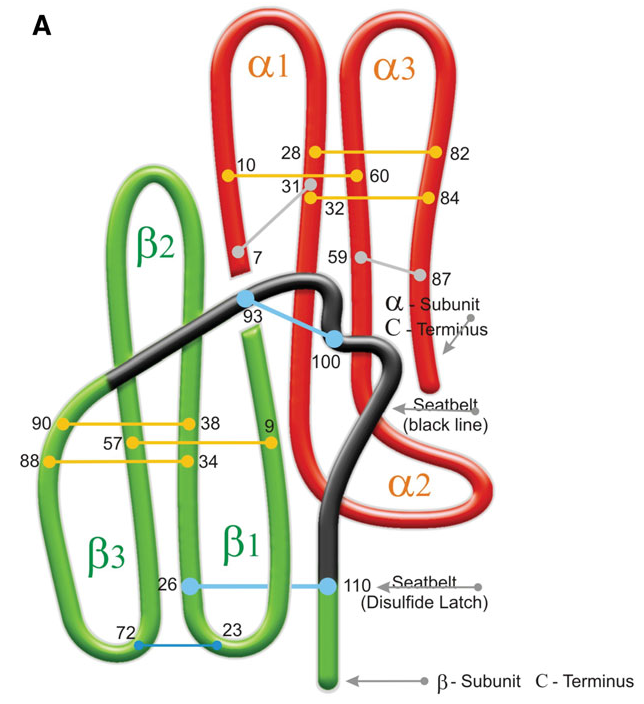 A
α1
α3
28
82
10
60
31
32
84
β2
7
59
87
α - Subunit
C - Terminus
93
100
Seatbelt
(black line)
90
38
9
57
88
34
α2
β3
β1
26
110
Seatbelt
(Disulfide Latch)
72
23
β - Subunit C - Terminus